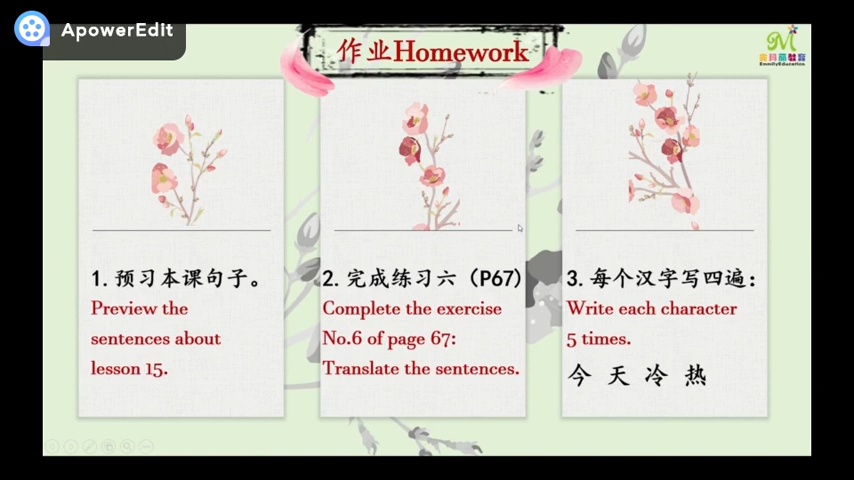 ApowerEdit
作业Homework
M
EmmilyEducation
1.预习本课句子。
Preview the
sentences about
lesson 15.
2.完成练习六（P67)
Complete the exercise
No.6 of page 67:
Translate the sentences.
3.每个汉字写四遍：
Write each character
5 times.
今 天 冷 热